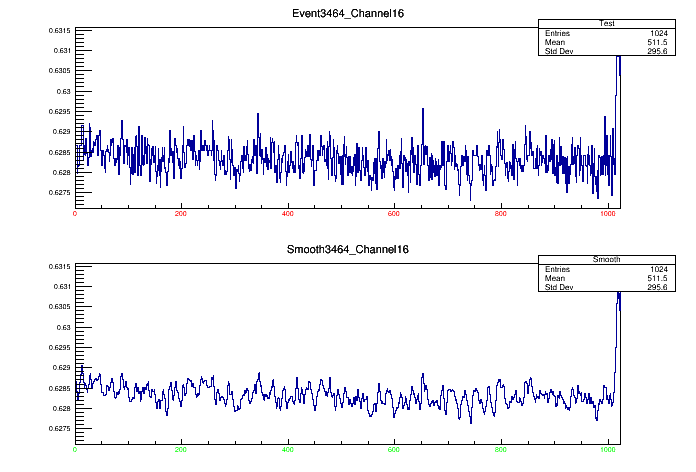 Event3464_Channel16
Test
Entries 1024
Mean 511.5
Std Dev 295.6
0.6315
0.631
0.6305
0.63
0.6295
0.629
0.6285
0.628
0.6275
0 200 400 600 800 1000
Smooth3464_Channel16
Smooth
Entries 1024
Mean 511.5
Std Dev 295.6
0.6315
0.631
0.6305
0.63
0.6295
0.629
0.6285
0.628
0.6275
0 200 400 600 800 1000